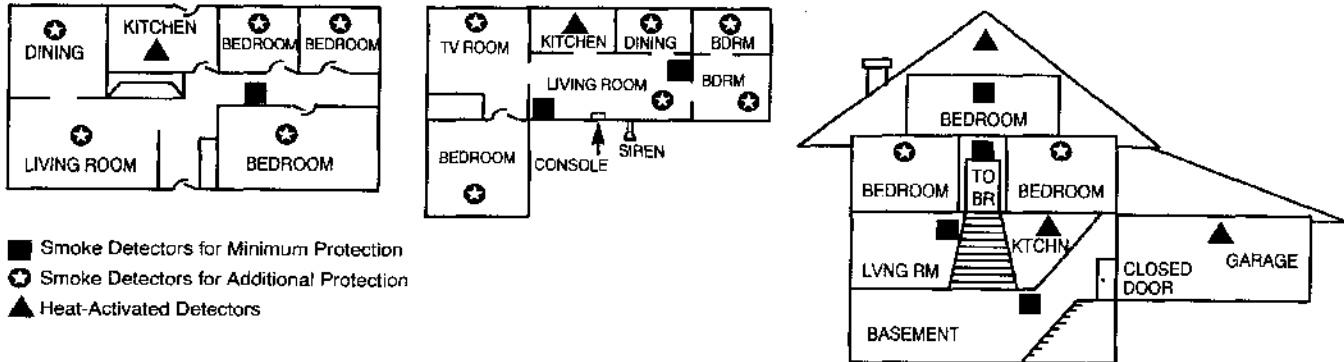 DINING
KITCHEN
BEDROOM
BEDROOM
LIVING ROOM
BEDROOM
TV ROOM
KITCHEN
DINING
BDRM
LIVING ROOM
BDRM
BEDROOM
CONSOLE
SIREN
BEDROOM
BEDROOM
TO
BR
BEDROOM
LVNG RM
KTCHN
CLOSED
DOOR
GARAGE
BASEMENT
Smoke Detectors for Minimum Protection
Smoke Detectors for Additional Protection
Heat-Activated Detectors